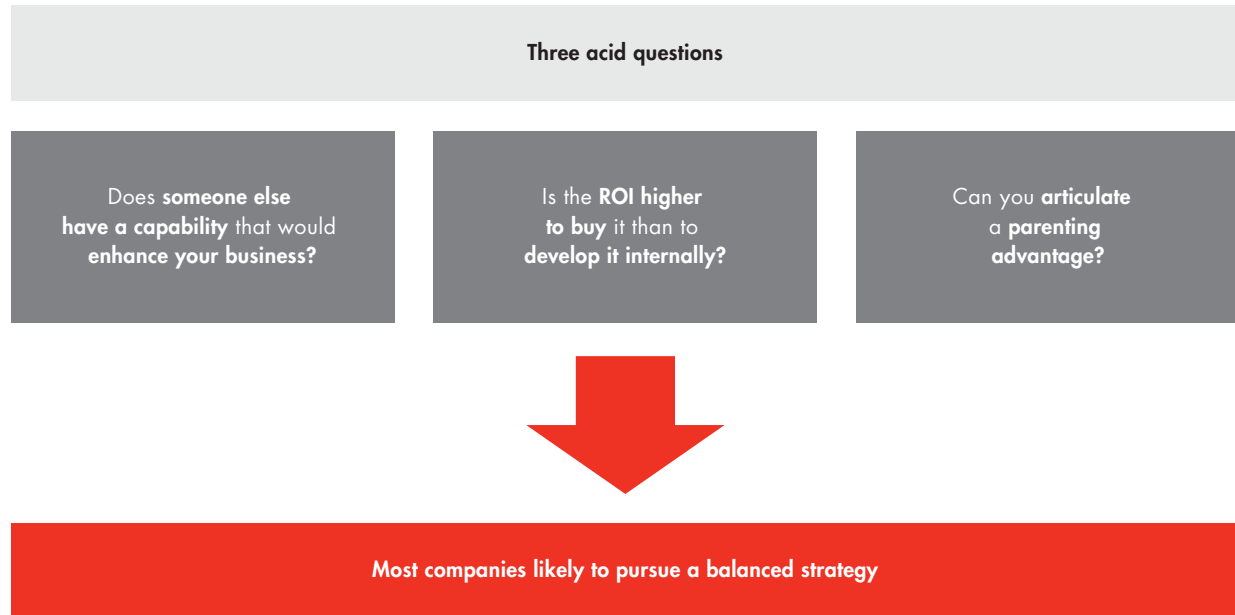 Three acid questions
Does someone else
have a capability that would
enhance your business?
Is the ROI higher
to buy it than to
develop it internally?
Can you articulate
a parenting
advantage?
Most companies likely to pursue a balanced strategy